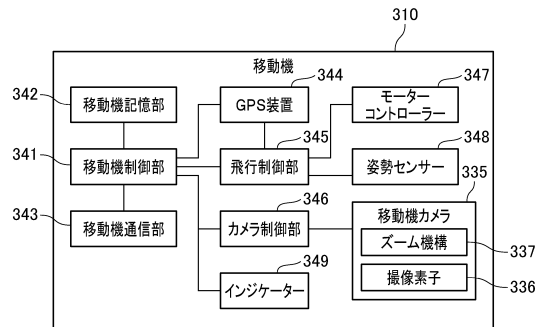 310
移動機
342
移動機記憶部
344
GPS装置
347
モーター
コントローラー
341
移動機制御部
345
飛行制御部
348
姿勢センサー
343
移動機通信部
346
カメラ制御部
335
移動機カメラ
ズーム機構
337
撮像素子
336
349
インジケーター